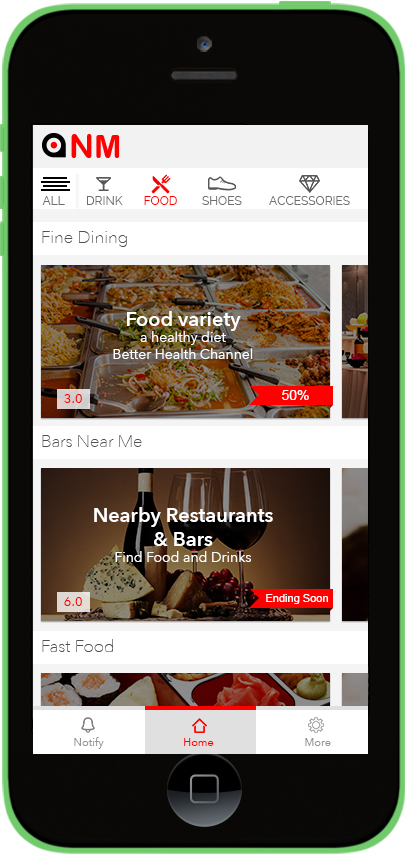 NM
ALL DRINK FOOD SHOES ACCESSORIES
Fine Dining
Food variety
a healthy diet
Better Health Channel
3.0
50%
Bars Near Me
Nearby Restaurants
& Bars
Find Food and Drinks
6.0
Ending Soon
Fast Food
Notify Home More